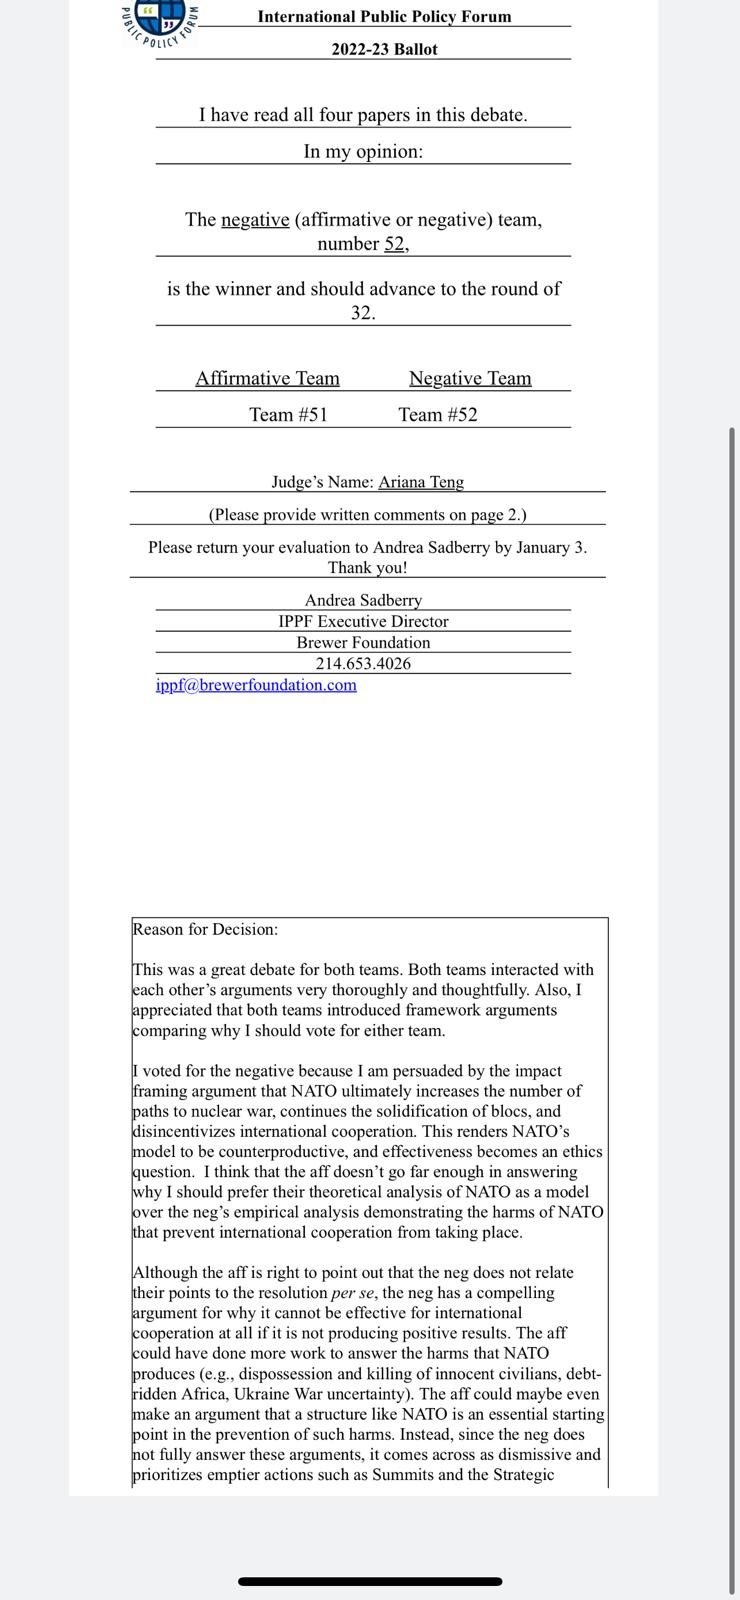 PUBLIC POLICY FORUM
International Public Policy Forum
2022-23 Ballot
I have read all four papers in this debate.
In my opinion:
The negative (affirmative or negative) team,
number 52,
is the winner and should advance to the round of
32.
Affirmative Team Negative Team
Team #51 Team #52
Judge’s Name: Ariana Teng
(Please provide written comments on page 2.)
Please return your evaluation to Andrea Sadberry by January 3.
Thank you!
Andrea Sadberry
IPPF Executive Director
Brewer Foundation
214.653.4026
ippf@brewerfoundation.com
Reason for Decision:
This was a great debate for both teams. Both teams interacted with
each other’s arguments very thoroughly and thoughtfully. Also, I
appreciated that both teams introduced framework arguments
comparing why I should vote for either team.
I voted for the negative because I am persuaded by the impact
framing argument that NATO ultimately increases the number of
paths to nuclear war, continues the solidification of blocs, and
disincentivizes international cooperation. This renders NATO’s
model to be counterproductive, and effectiveness becomes an ethics
question.  I think that the aff doesn’t go far enough in answering
why I should prefer their theoretical analysis of NATO as a model
over the neg’s empirical analysis demonstrating the harms of NATO
that prevent international cooperation from taking place.
Although the aff is right to point out that the neg does not relate
their points to the resolution per se, the neg has a compelling
argument for why it cannot be effective for international
cooperation at all if it is not producing positive results. The aff
could have done more work to answer the harms that NATO
produces (e.g., dispossession and killing of innocent civilians, debt-
ridden Africa, Ukraine War uncertainty). The aff could maybe even
make an argument that a structure like NATO is an essential starting
point in the prevention of such harms. Instead, since the neg does
not fully answer these arguments, it comes across as dismissive and
prioritizes emptier actions such as Summits and the Strategic